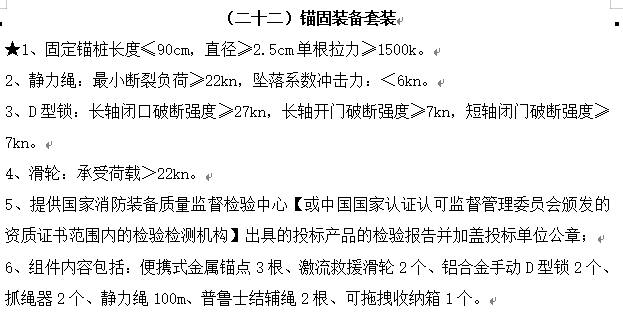 （二十二）锚固装备套装
★1、固定锚桩长度≤90cm，直径≥2.5cm单根拉力≥1500k。
2、静力绳：最小断裂负荷≥22kn，坠落系数冲击力：＜6kn。
3、D型锁：长轴闭口破断强度≥27kn，长轴开门破断强度≥7kn，短轴闭门破断强度≥
7kn。
4、滑轮：承受荷载＞22kn。
5、提供国家消防装备质量监督检验中心【或中国国家认证认可监督管理委员会颁发的
资质证书范围内的检验检测机构】出具的投标产品的检验报告并加盖投标单位公章；
6、组件内容包括：便携式金属锚点3根、激流救援滑轮2个、铝合金手动D型锁2个、
抓绳器2个、静力绳100m、普鲁士结辅绳2根、可拖拽收纳箱1个。